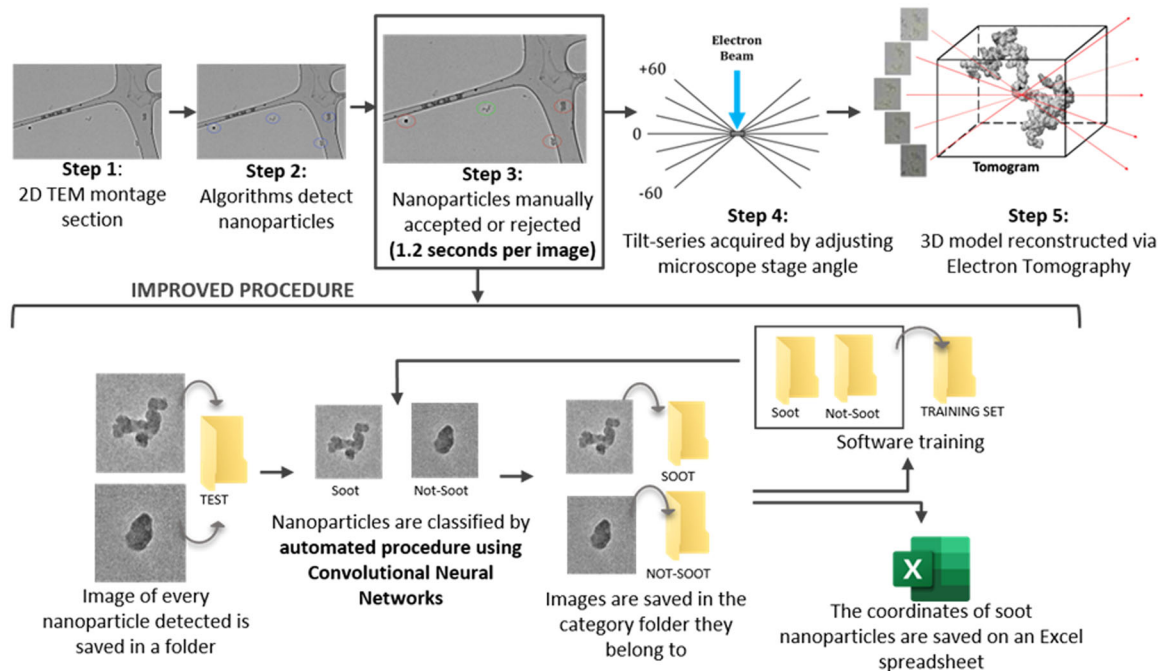 Step 1:
2D TEM montage
section
Step 2:
Algorithms detect
nanoparticles
Step 3:
Nanoparticles manually
accepted or rejected
(1.2 seconds per image)
Electron
Beam
+60
0
-60
Step 4:
Tilt-series acquired by adjusting
microscope stage angle
Tomogram
Step 5:
3D model reconstructed via
Electron Tomography
IMPROVED PROCEDURE
TEST
Image of every
nanoparticle detected is
saved in a folder
Soot
Not-Soot
Nanoparticles are classified by
automated procedure using
Convolutional Neural
Networks
SOOT
NOT-SOOT
Images are saved in the
category folder they
belong to
Soot
Not-Soot
TRAINING SET
Software training
X
The coordinates of soot
nanoparticles are saved on an Excel
spreadsheet